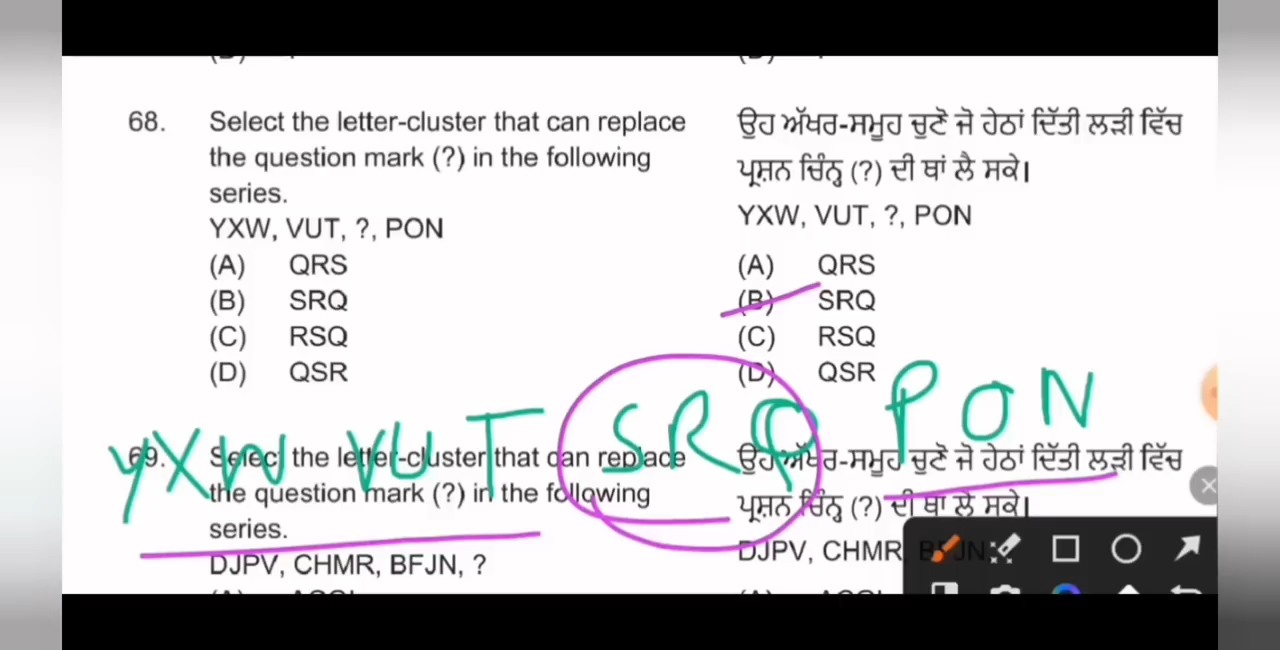 68. Select the letter-cluster that can replace
the question mark (?) in the following
series.
YXW, VUT, ?, PON
(A) QRS
(B) SRQ
(C) RSQ
(D) QSR
ਉਹ ਅੱਖਰ-ਸਮੂਹ ਚੁਣੋ ਜੋ ਹੇਠਾਂ ਦਿੱਤੀ ਲੜੀ ਵਿੱਚ
ਪ੍ਰਸ਼ਨ ਚਿੰਨ੍ਹ (?) ਦੀ ਥਾਂ ਲੈ ਸਕੇ।
YXW, VUT, ?, PON
(A) QRS
(B) SRQ
(C) RSQ
(D) QSR
YXW VUT SRQ PON
69. Select the letter-cluster that can replace
the question mark (?) in the following
series.
DJPV, CHMR, BFJN, ?
ਉਹ ਅੱਖਰ-ਸਮੂਹ ਚੁਣੋ ਜੋ ਹੇਠਾਂ ਦਿੱਤੀ ਲੜੀ ਵਿੱਚ
ਪ੍ਰਸ਼ਨ ਚਿੰਨ੍ਹ (?) ਦੀ ਥਾਂ ਲੈ ਸਕੇ।
DJPV, CHMR, BFJN,